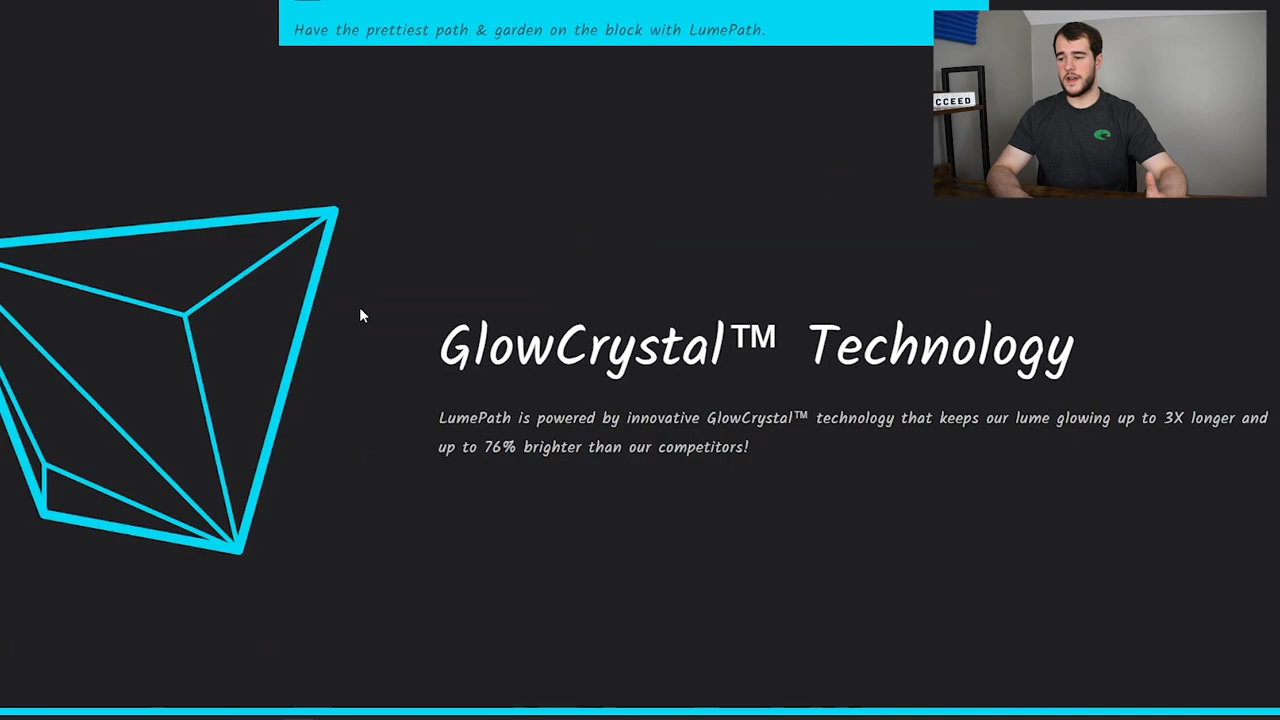 Have the prettiest path & garden on the block with LumePath.
CCEED
GlowCrystal™ Technology
LumePath is powered by innovative GlowCrystal™ technology that keeps our lume glowing up to 3X longer and
up to 76% brighter than our competitors!